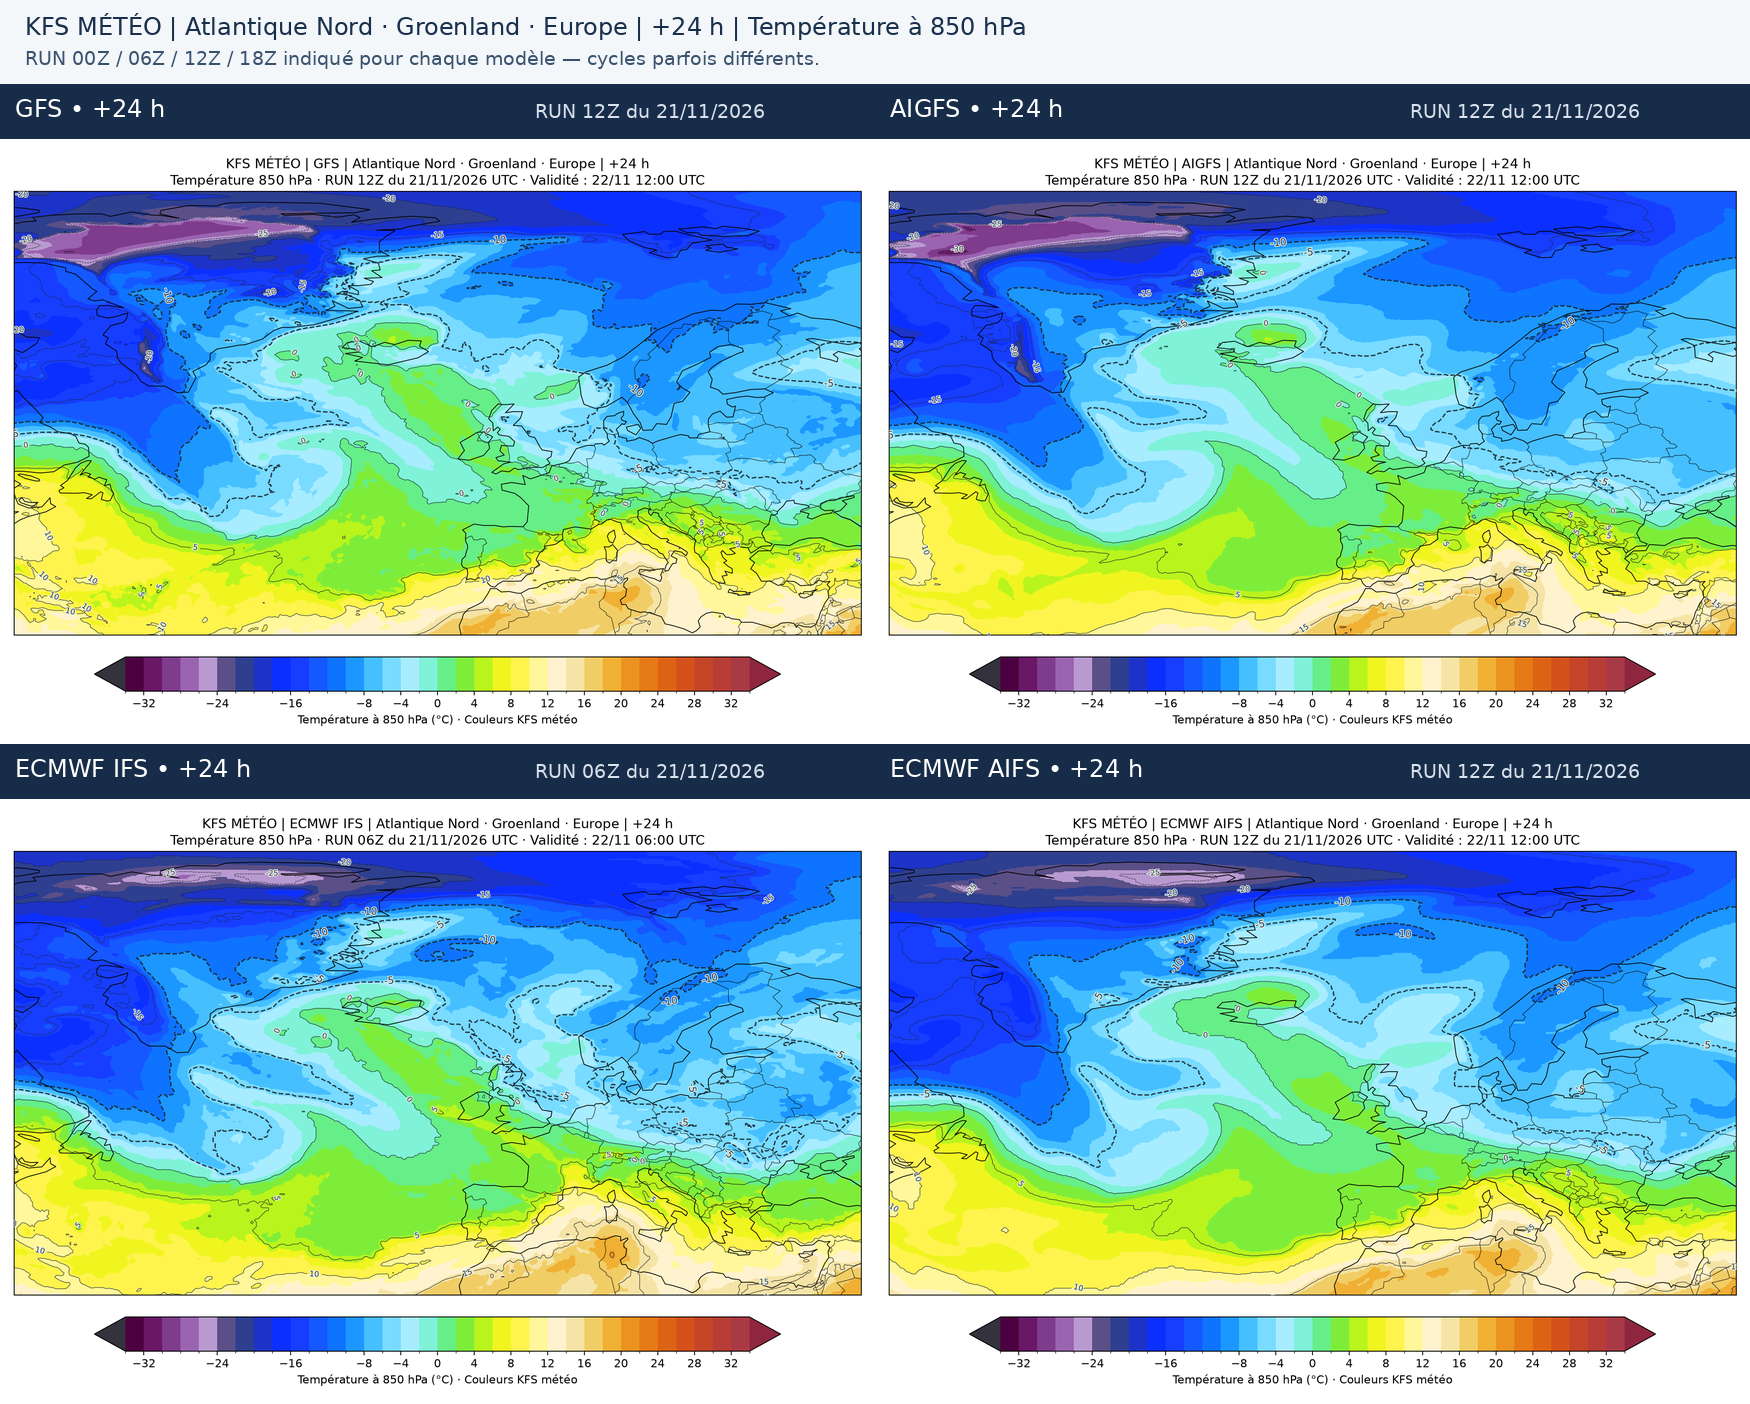 KFS MÉTÉO | Atlantique Nord · Groenland · Europe | +24 h | Température à 850 hPa
RUN 00Z / 06Z / 12Z / 18Z indiqué pour chaque modèle — cycles parfois différents.
GFS • +24 h
RUN 12Z du 21/11/2026
AIGFS • +24 h
RUN 12Z du 21/11/2026
KFS MÉTÉO | GFS | Atlantique Nord · Groenland · Europe | +24 h
Température 850 hPa · RUN 12Z du 21/11/2026 UTC · Validité : 22/11 12:00 UTC
KFS MÉTÉO | AIGFS | Atlantique Nord · Groenland · Europe | +24 h
Température 850 hPa · RUN 12Z du 21/11/2026 UTC · Validité : 22/11 12:00 UTC
−32 −24 −16 −8 −4 0 4 8 12 16 20 24 28 32
Température à 850 hPa (°C) · Couleurs KFS météo
−32 −24 −16 −8 −4 0 4 8 12 16 20 24 28 32
Température à 850 hPa (°C) · Couleurs KFS météo
ECMWF IFS • +24 h
RUN 06Z du 21/11/2026
ECMWF AIFS • +24 h
RUN 12Z du 21/11/2026
KFS MÉTÉO | ECMWF IFS | Atlantique Nord · Groenland · Europe | +24 h
Température 850 hPa · RUN 06Z du 21/11/2026 UTC · Validité : 22/11 06:00 UTC
KFS MÉTÉO | ECMWF AIFS | Atlantique Nord · Groenland · Europe | +24 h
Température 850 hPa · RUN 12Z du 21/11/2026 UTC · Validité : 22/11 12:00 UTC
−32 −24 −16 −8 −4 0 4 8 12 16 20 24 28 32
Température à 850 hPa (°C) · Couleurs KFS météo
−32 −24 −16 −8 −4 0 4 8 12 16 20 24 28 32
Température à 850 hPa (°C) · Couleurs KFS météo